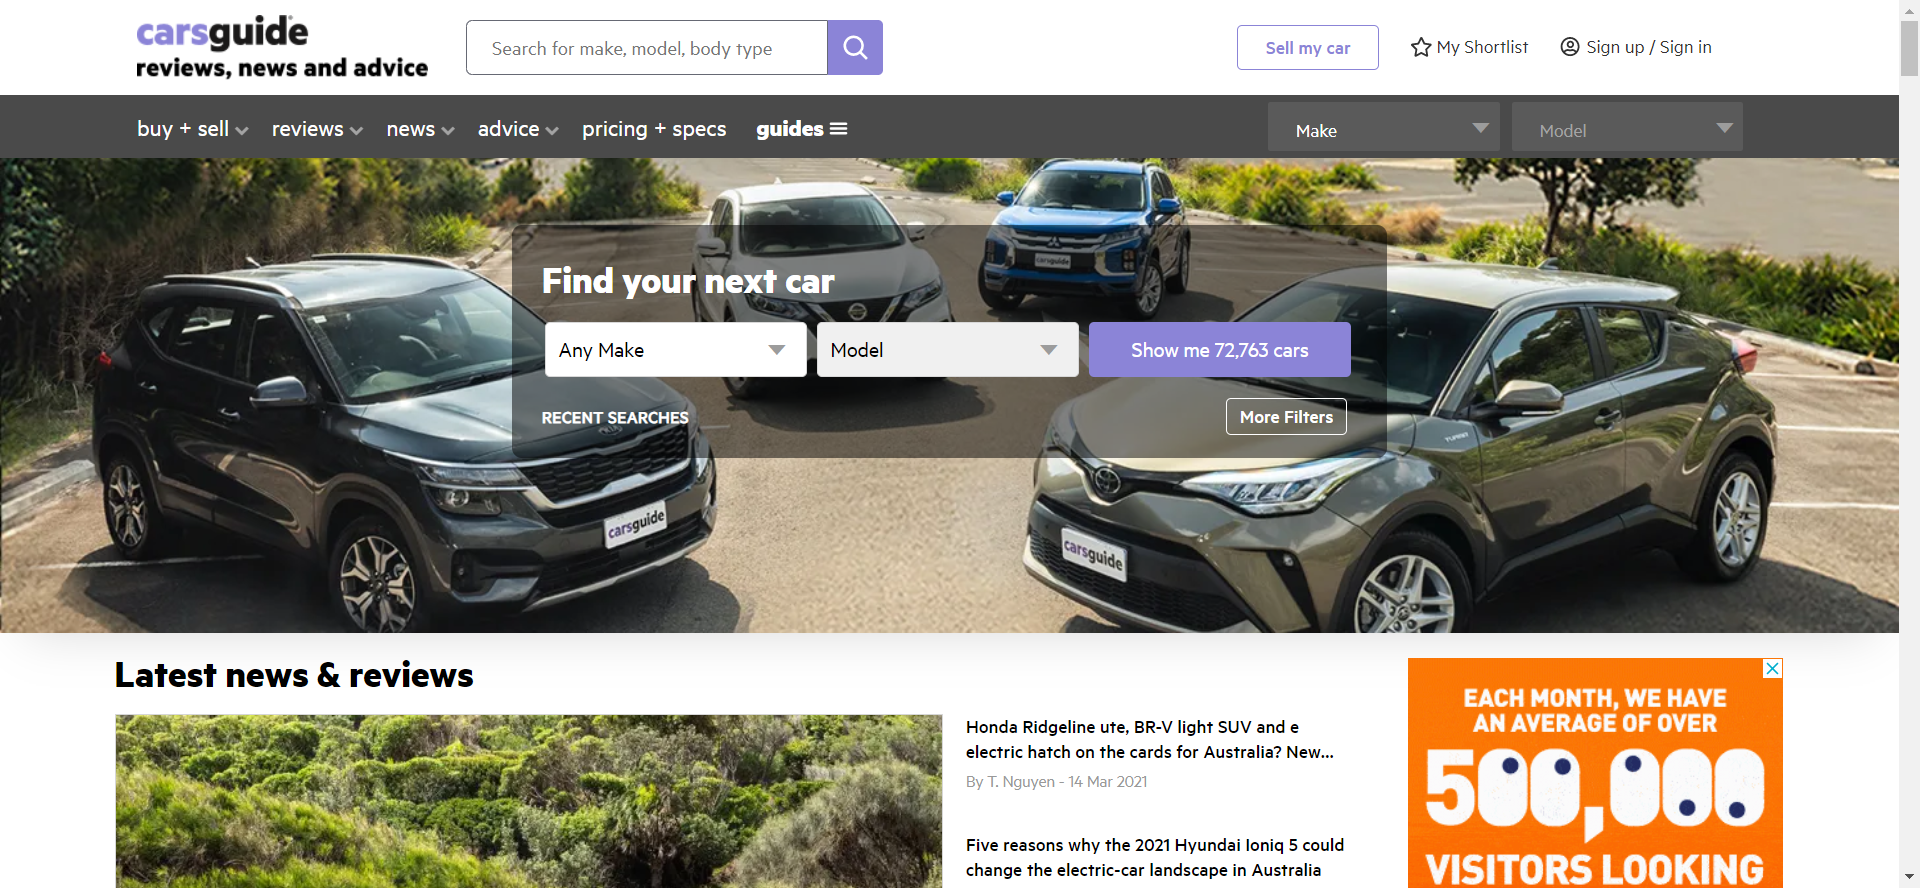 carsguide
reviews, news and advice
Search for make, model, body type
Sell my car
My Shortlist
Sign up / Sign in
buy + sell
reviews
news
advice
pricing + specs
guides
Make
Model
Find your next car
Any Make
Model
Show me 72,763 cars
RECENT SEARCHES
More Filters
carsguide
carsguide
carsguide
Latest news & reviews
Honda Ridgeline ute, BR-V light SUV and e
electric hatch on the cards for Australia? New...
By T. Nguyen - 14 Mar 2021
Five reasons why the 2021 Hyundai Ioniq 5 could
change the electric-car landscape in Australia
EACH MONTH, WE HAVE
AN AVERAGE OF OVER
500,000
VISITORS LOOKING